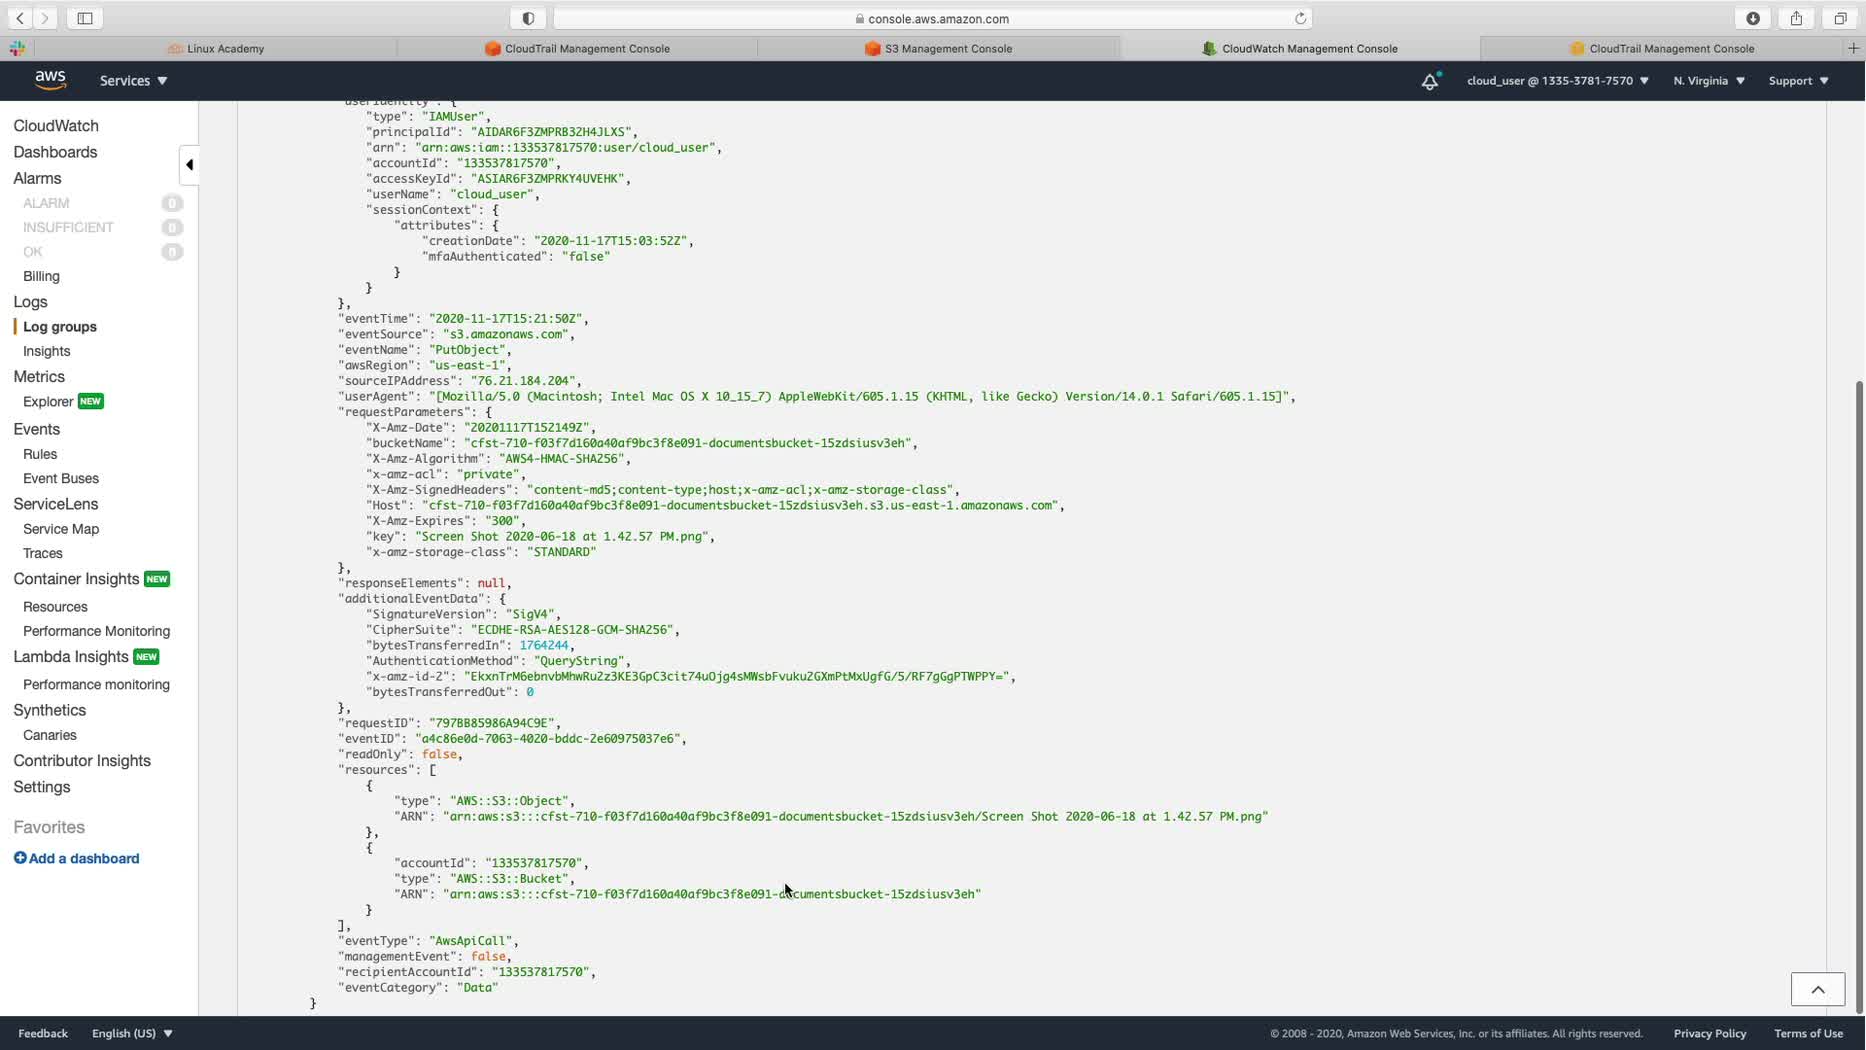 console.aws.amazon.com
Linux Academy
CloudTrail Management Console
S3 Management Console
CloudWatch Management Console
CloudTrail Management Console
aws
Services
cloud_user @ 1335-3781-7570
N. Virginia
Support
CloudWatch
Dashboards
Alarms
ALARM 0
INSUFFICIENT 0
OK 0
Billing
Logs
Log groups
Insights
Metrics
Explorer NEW
Events
Rules
Event Buses
ServiceLens
Service Map
Traces
Container Insights NEW
Resources
Performance Monitoring
Lambda Insights NEW
Performance monitoring
Synthetics
Canaries
Contributor Insights
Settings
Favorites
Add a dashboard
"userIdentity": {
"type": "IAMUser",
"principalId": "AIDAR6F3ZMPRB3ZH4JLXS",
"arn": "arn:aws:iam::133537817570:user/cloud_user",
"accountId": "133537817570",
"accessKeyId": "ASIAR6F3ZMPRKY4UVEHK",
"userName": "cloud_user",
"sessionContext": {
"attributes": {
"creationDate": "2020-11-17T15:03:52Z",
"mfaAuthenticated": "false"
}
}
},
"eventTime": "2020-11-17T15:21:50Z",
"eventSource": "s3.amazonaws.com",
"eventName": "PutObject",
"awsRegion": "us-east-1",
"sourceIPAddress": "76.21.184.204",
"userAgent": "[Mozilla/5.0 (Macintosh; Intel Mac OS X 10_15_7) AppleWebKit/605.1.15 (KHTML, like Gecko) Version/14.0.1 Safari/605.1.15]",
"requestParameters": {
"X-Amz-Date": "20201117T152149Z",
"bucketName": "cfst-710-f03f7d160a40af9bc3f8e091-documentsbucket-15zdsiusv3eh",
"X-Amz-Algorithm": "AWS4-HMAC-SHA256",
"x-amz-acl": "private",
"X-Amz-SignedHeaders": "content-md5;content-type;host;x-amz-acl;x-amz-storage-class",
"Host": "cfst-710-f03f7d160a40af9bc3f8e091-documentsbucket-15zdsiusv3eh.s3.us-east-1.amazonaws.com",
"X-Amz-Expires": "300",
"key": "Screen Shot 2020-06-18 at 1.42.57 PM.png",
"x-amz-storage-class": "STANDARD"
},
"responseElements": null,
"additionalEventData": {
"SignatureVersion": "SigV4",
"CipherSuite": "ECDHE-RSA-AES128-GCM-SHA256",
"bytesTransferredIn": 1764244,
"AuthenticationMethod": "QueryString",
"x-amz-id-2": "EkxnTrM6ebnvbMhwRu2z3KE3GpC3cit74uOjg4sMWsbFvukuZGXmPtMxUgfG/5/RF7gGgPTWPPY=",
"bytesTransferredOut": 0
},
"requestID": "797BB85986A94C9E",
"eventID": "a4c86e0d-7063-4020-bddc-2e60975037e6",
"readOnly": false,
"resources": [
{
"type": "AWS::S3::Object",
"ARN": "arn:aws:s3:::cfst-710-f03f7d160a40af9bc3f8e091-documentsbucket-15zdsiusv3eh/Screen Shot 2020-06-18 at 1.42.57 PM.png"
},
{
"accountId": "133537817570",
"type": "AWS::S3::Bucket",
"ARN": "arn:aws:s3:::cfst-710-f03f7d160a40af9bc3f8e091-documentsbucket-15zdsiusv3eh"
}
],
"eventType": "AwsApiCall",
"managementEvent": false,
"recipientAccountId": "133537817570",
"eventCategory": "Data"
}
Feedback
English (US)
© 2008 - 2020, Amazon Web Services, Inc. or its affiliates. All rights reserved.
Privacy Policy
Terms of Use